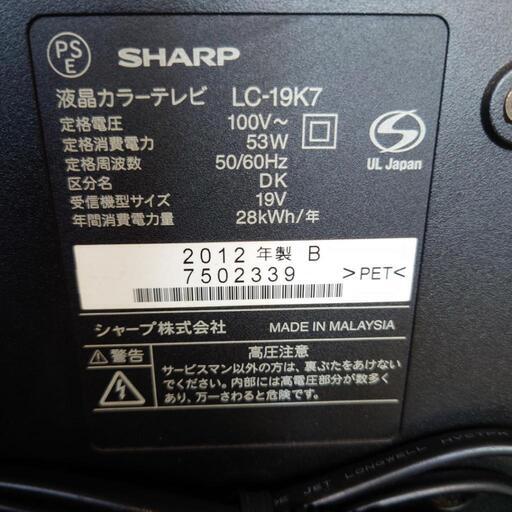 PS
E
SHARP
液晶カラーテレビ LC-19K7
定格電圧 100V～
定格消費電力 53W
定格周波数 50/60Hz
区分名 DK
受信機型サイズ 19V
年間消費電力量 28kWh/年
S
UL Japan
2012 年製 B
7502339
>PET<
シャープ株式会社 MADE IN MALAYSIA
警告
高圧注意
サービスマン以外の方は、裏ぶたをあけない
でください。内部には高電圧部分が数多く
あり、万一さわると危険です。
JET LONGWELL